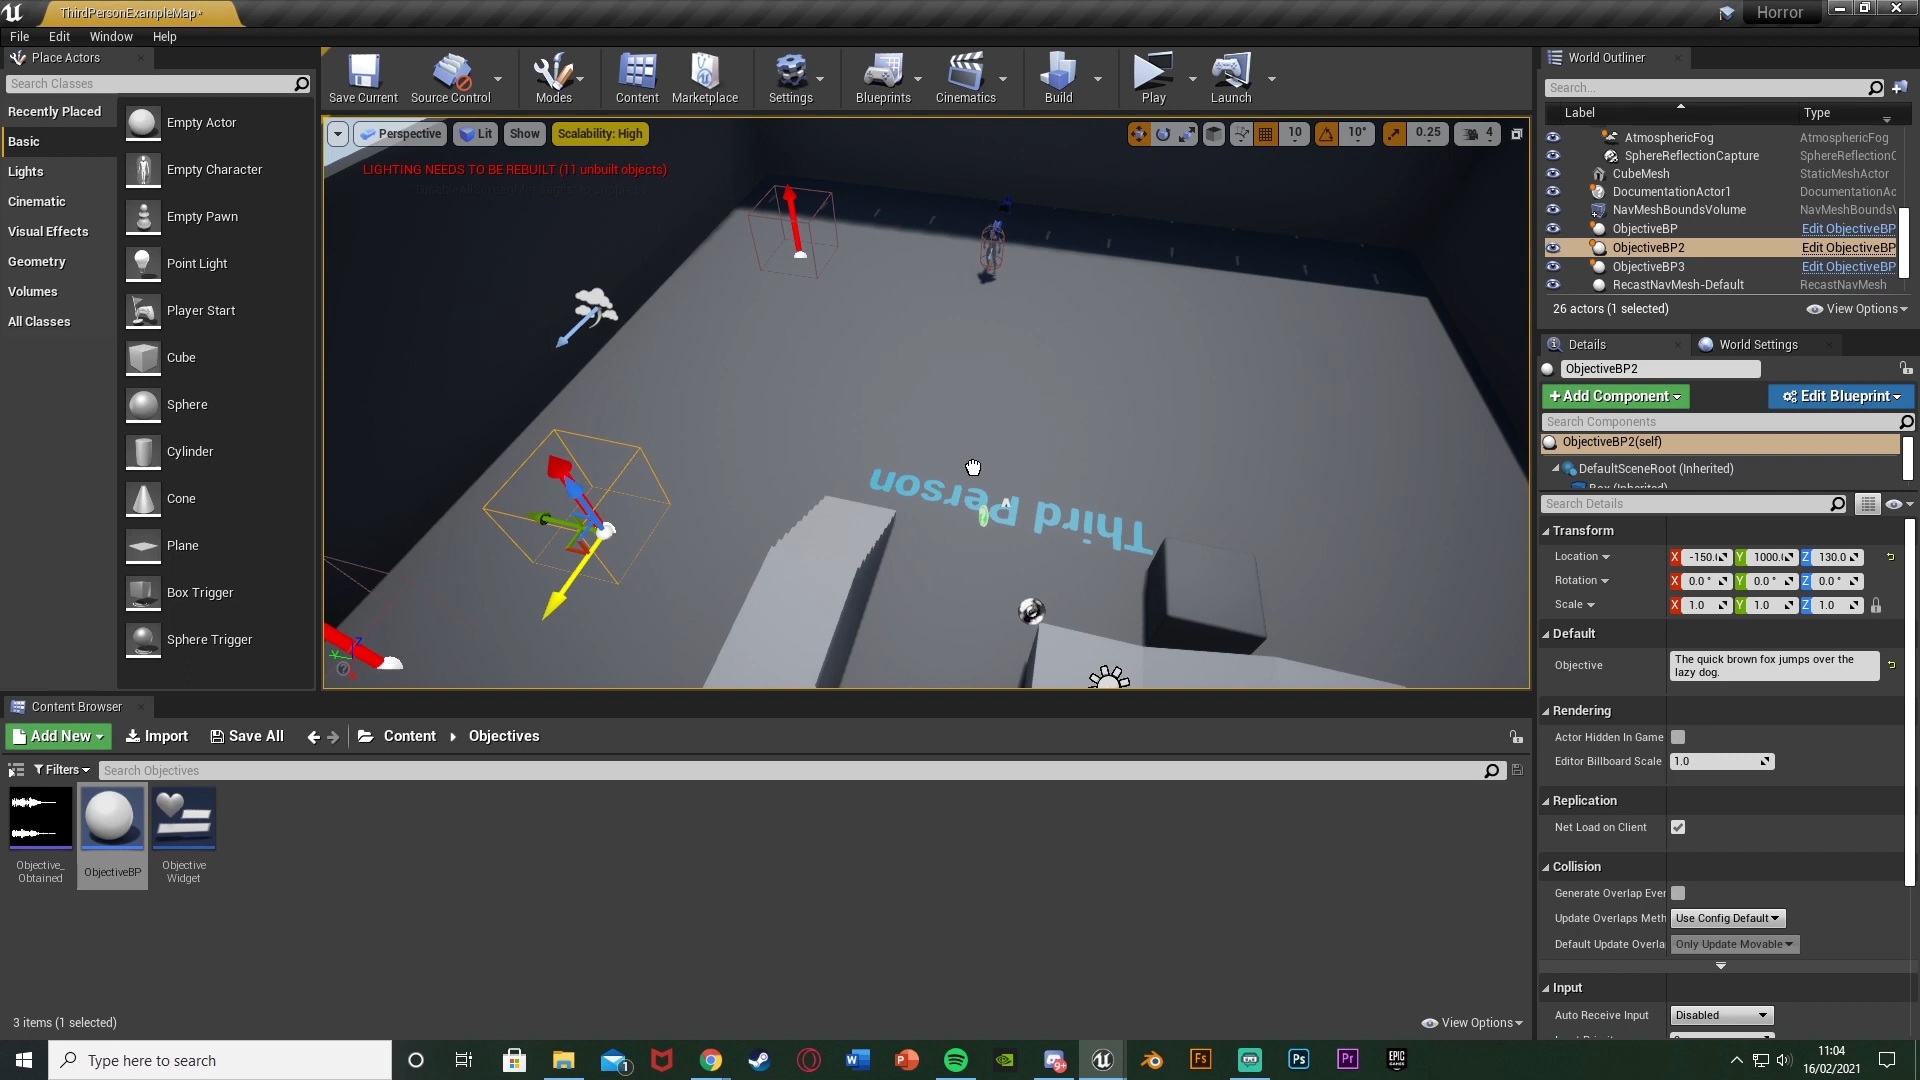 ThirdPersonExampleMap*
Horror
File Edit Window Help
Place Actors
Search Classes
Recently Placed
Basic
Lights
Cinematic
Visual Effects
Geometry
Volumes
All Classes
Empty Actor
Empty Character
Empty Pawn
Point Light
Player Start
Cube
Sphere
Cylinder
Cone
Plane
Box Trigger
Sphere Trigger
Save Current Source Control Modes Content Marketplace Settings Blueprints Cinematics Build Play Launch
Perspective Lit Show Scalability: High 10 10° 0.25 4
LIGHTING NEEDS TO BE REBUILT (11 unbuilt objects)
Third Person
World Outliner
Search...
Label Type
AtmosphericFog AtmosphericFog
SphereReflectionCapture SphereReflectionC
CubeMesh StaticMeshActor
DocumentationActor1 DocumentationAc
NavMeshBoundsVolume NavMeshBoundsV
ObjectiveBP Edit ObjectiveBP
ObjectiveBP2 Edit ObjectiveBP
ObjectiveBP3 Edit ObjectiveBP
RecastNavMesh-Default RecastNavMesh
26 actors (1 selected) View Options
Details World Settings
ObjectiveBP2
+Add Component Edit Blueprint
Search Components
ObjectiveBP2(self)
DefaultSceneRoot (Inherited)
Box (Inherited)
Search Details
Transform
Location X -150.( Y 1000.( Z 130.0
Rotation X 0.0 ° Y 0.0 ° Z 0.0 °
Scale X 1.0 Y 1.0 Z 1.0
Default
Objective The quick brown fox jumps over the
lazy dog.
Rendering
Actor Hidden In Game
Editor Billboard Scale 1.0
Replication
Net Load on Client
Collision
Generate Overlap Ever
Update Overlaps Meth Use Config Default
Default Update Overla Only Update Movable
Input
Auto Receive Input Disabled
Content Browser
Add New Import Save All Content Objectives
Filters Search Objectives
Objective_
Obtained
ObjectiveBP
Objective
Widget
3 items (1 selected) View Options
Type here to search
11:04
16/02/2021